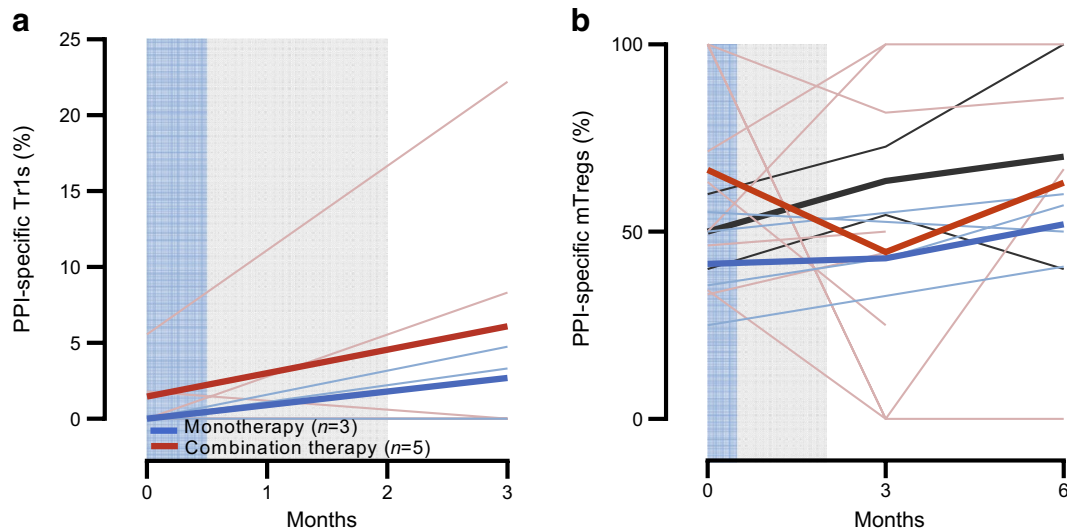 a
PPI-specific Tr1s (%)
25
20
15
10
5
0
Monotherapy (n=3)
Combination therapy (n=5)
0
1
2
3
Months
b
PPI-specific mTregs (%)
100
50
0
0
3
6
Months